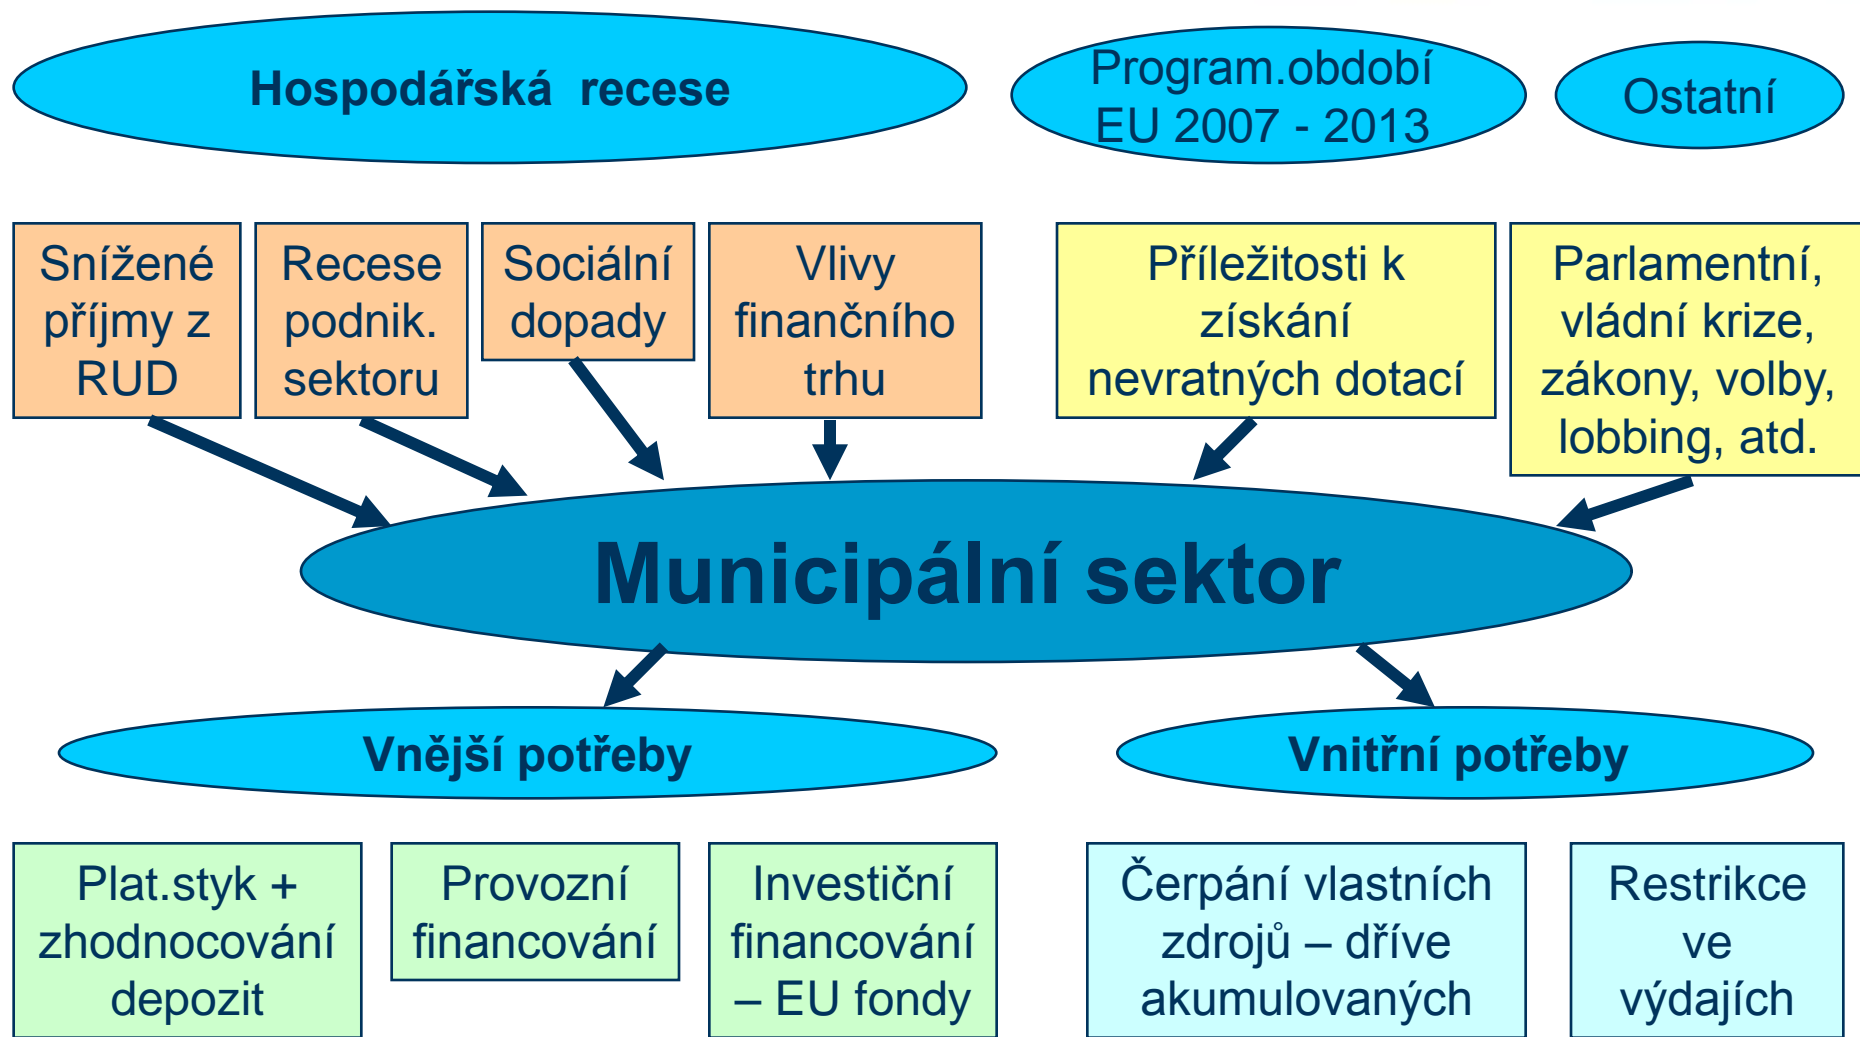 Hospodářská recese
Program.období
EU 2007 - 2013
Ostatní
Snížené
příjmy z
RUD
Recese
podnik.
sektoru
Sociální
dopady
Vlivy
finančního
trhu
Příležitosti k
získání
nevratných dotací
Parlamentní,
vládní krize,
zákony, volby,
lobbing, atd.
Municipální sektor
Vnější potřeby
Vnitřní potřeby
Plat.styk +
zhodnocování
depozit
Provozní
financování
Investiční
financování
– EU fondy
Čerpání vlastních
zdrojů – dříve
akumulovaných
Restrikce
ve
výdajích